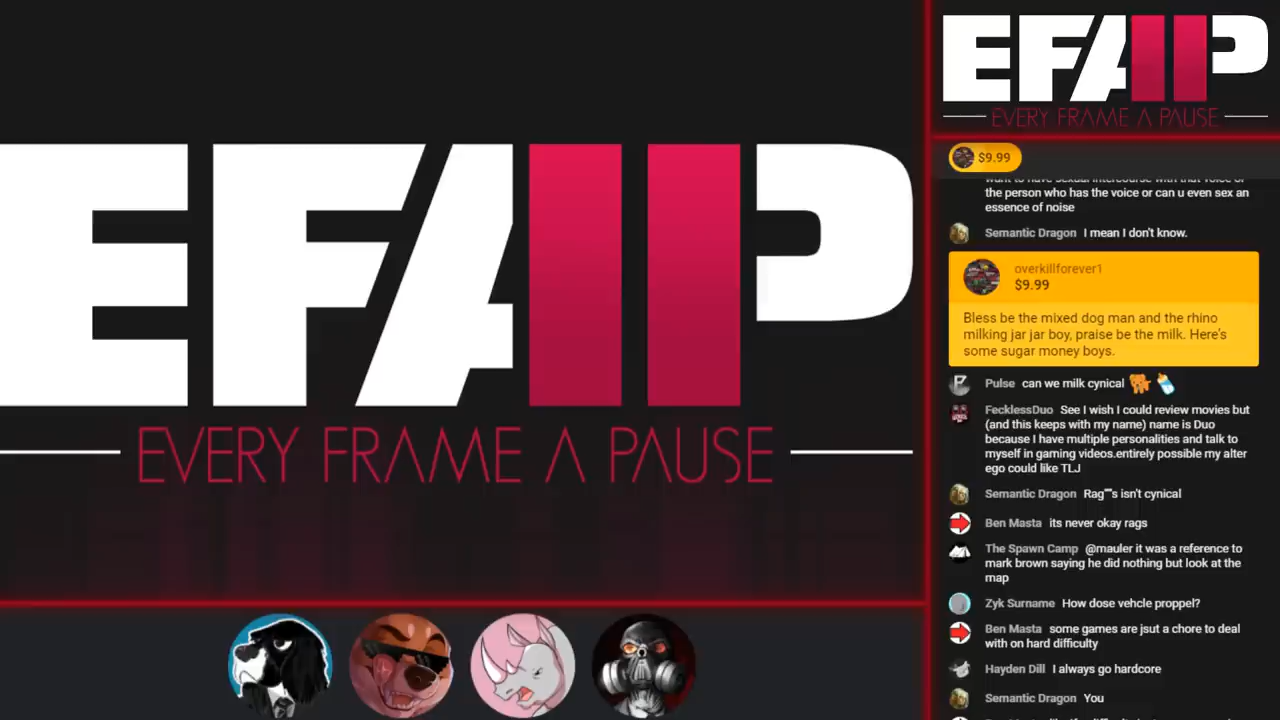 EFAP
EVERY FRAME A PAUSE
EFAP
EVERY FRAME A PAUSE
$9.99
want to have sexual intercourse with that voice or
the person who has the voice or can u even sex an
essence of noise
Semantic Dragon I mean I don't know.
overkillforever1
$9.99
Bless be the mixed dog man and the rhino
milking jar jar boy, praise be the milk. Here's
some sugar money boys.
Pulse can we milk cynical
FecklessDuo See I wish I could review movies but
(and this keeps with my name) name is Duo
because I have multiple personalities and talk to
myself in gaming videos.entirely possible my alter
ego could like TLJ
Semantic Dragon Rag"''s isn't cynical
Ben Masta its never okay rags
The Spawn Camp @mauler it was a reference to
mark brown saying he did nothing but look at the
map
Zyk Surname How dose vehcle proppel?
Ben Masta some games are jsut a chore to deal
with on hard difficulty
Hayden Dill I always go hardcore
Semantic Dragon You